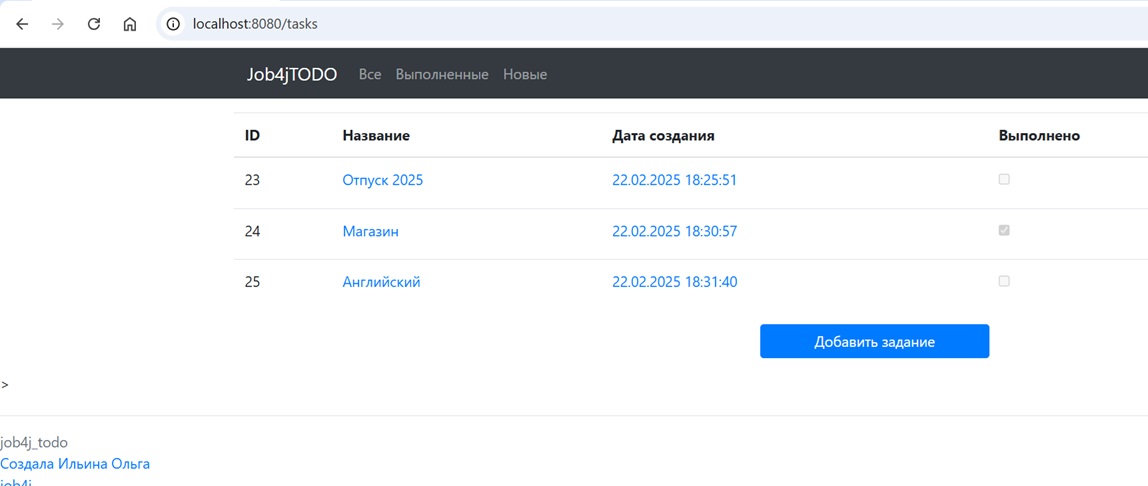 localhost:8080/tasks
Job4jTODO Все Выполненные Новые
ID Название Дата создания Выполнено
23 Отпуск 2025 22.02.2025 18:25:51
24 Магазин 22.02.2025 18:30:57
25 Английский 22.02.2025 18:31:40
Добавить задание
>
job4j_todo
Создала Ильина Ольга
job4j